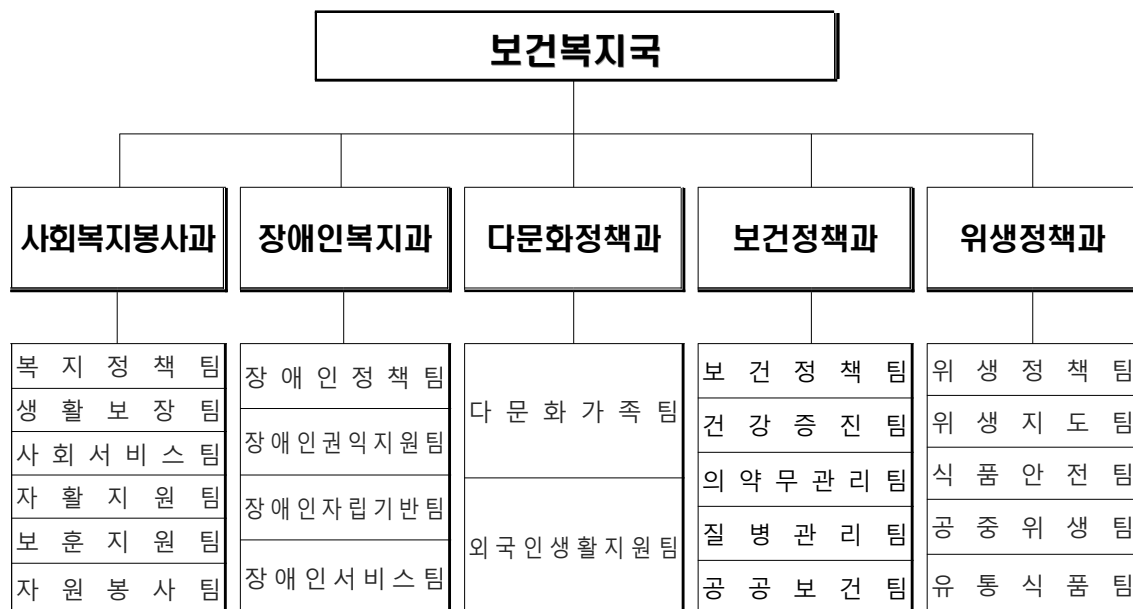 보건복지국
사회복지봉사과
장애인복지과
다문화정책과
보건정책과
위생정책과
복지정책팀
생활보장팀
사회서비스팀
자활지원팀
보훈지원팀
자원봉사팀
장애인정책팀
장애인권익지원팀
장애인자립기반팀
장애인서비스팀
다문화가족팀
외국인생활지원팀
보건정책팀
건강증진팀
의약무관리팀
질병관리팀
공공보건팀
위생정책팀
위생지도팀
식품안전팀
공중위생팀
유통식품팀